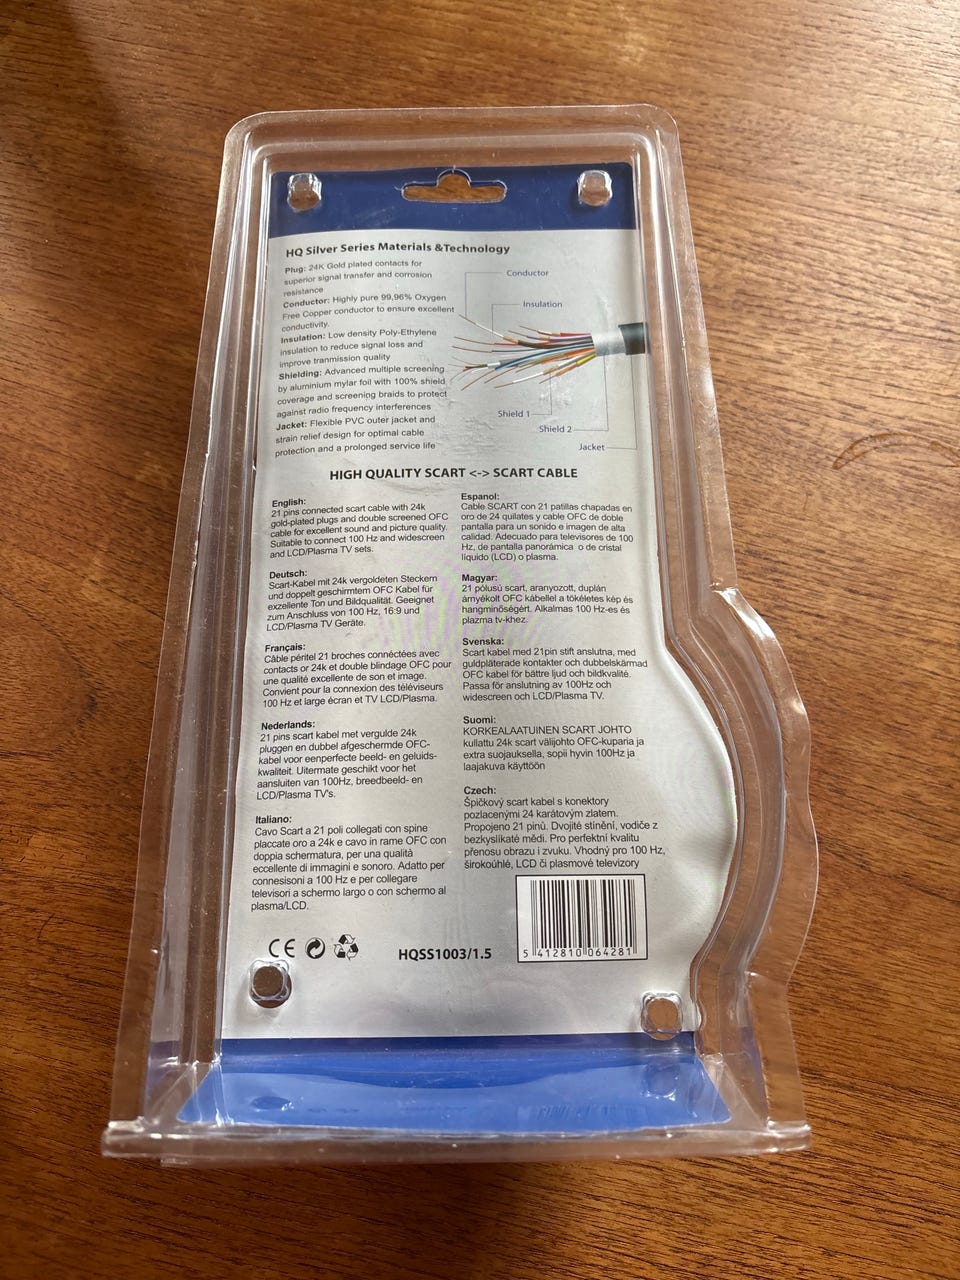 HQ Silver Series Materials &Technology
Plug: 24K Gold plated contacts for
superior signal transfer and corrosion
resistance
Conductor: Highly pure 99,96% Oxygen
Free Copper conductor to ensure excellent
conductivity.
Insulation: Low density Poly-Ethylene
insulation to reduce signal loss and
improve tranmission quality
Shielding: Advanced multiple screening
by aluminium mylar foil with 100% shield
coverage and screening braids to protect
against radio frequency interferences
Jacket: Flexible PVC outer jacket and
strain relief design for optimal cable
protection and a prolonged service life
Conductor
Insulation
Shield 1
Shield 2
Jacket
HIGH QUALITY SCART <-> SCART CABLE
English:
21 pins connected scart cable with 24k
gold-plated plugs and double screened OFC
cable for excellent sound and picture quality.
Suitable to connect 100 Hz and widescreen
and LCD/Plasma TV sets.
Deutsch:
Scart-Kabel mit 24k vergoldeten Steckern
und doppelt geschirmtem OFC Kabel für
exzellente Ton und Bildqualität. Geeignet
zum Anschluss von 100 Hz, 16:9 und
LCD/Plasma TV Geräte.
Français:
Câble péritel 21 broches connéctées avec
contacts or 24k et double blindage OFC pour
une qualité excellente de son et image.
Convient pour la connexion des téléviseurs
100 Hz et large écran et TV LCD/Plasma.
Nederlands:
21 pins scart kabel met vergulde 24k
pluggen en dubbel afgeschermde OFC-
kabel voor eenperfecte beeld- en geluids-
kwaliteit. Uitermate geschikt voor het
aansluiten van 100Hz, breedbeeld- en
LCD/Plasma TV's.
Italiano:
Cavo Scart a 21 poli collegati con spine
placcate oro a 24k e cavo in rame OFC con
doppia schermatura, per una qualità
eccellente di immagini e sonoro. Adatto per
connesisoni a 100 Hz e per collegare
televisori a schermo largo o con schermo al
plasma/LCD.
Espanol:
Cable SCART con 21 patillas chapadas en
oro de 24 quilates y cable OFC de doble
pantalla para un sonido e imagen de alta
calidad. Adecuado para televisores de 100
Hz, de pantalla panorámica o de cristal
líquido (LCD) o plasma.
Magyar:
21 pólusú scart, aranyozott, duplán
árnyékolt OFC kábellel a tökéletes kép és
hangminőségért. Alkalmas 100 Hz-es és
plazma tv-khez.
Svenska:
Scart kabel med 21pin stift anslutna, med
guldpläterade kontakter och dubbelskärmad
OFC kabel för bättre ljud och bildkvalité.
Passa för anslutning av 100Hz och
widescreen och LCD/Plasma TV.
Suomi:
KORKEALAATUINEN SCART JOHTO
kullattu 24k scart välijohto OFC-kuparia ja
extra suojauksella, sopii hyvin 100Hz ja
laajakuva käyttöön
Czech:
Špičkový scart kabel s konektory
pozlacenými 24 karátovým zlatem.
Propojeno 21 pinů. Dvojité stínění, vodiče z
bezkyslíkaté mědi. Pro perfektní kvalitu
přenosu obrazu i zvuku. Vhodný pro 100 Hz,
širokoúhlé, LCD či plasmové televizory
CE
HQSS1003/1.5
5 412810 064281